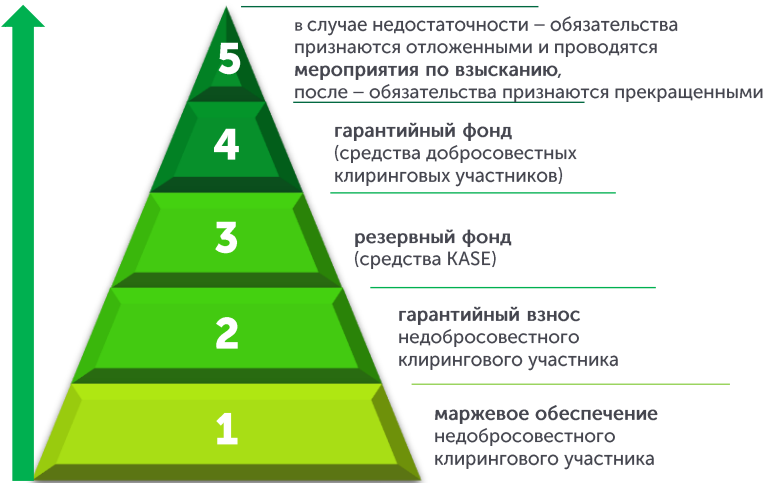 5
в случае недостаточности – обязательства
признаются отложенными и проводятся
мероприятия по взысканию,
после – обязательства признаются прекращенными
4
гарантийный фонд
(средства добросовестных
клиринговых участников)
3
резервный фонд
(средства KASE)
2
гарантийный взнос
недобросовестного
клирингового участника
1
маржевое обеспечение
недобросовестного
клирингового участника